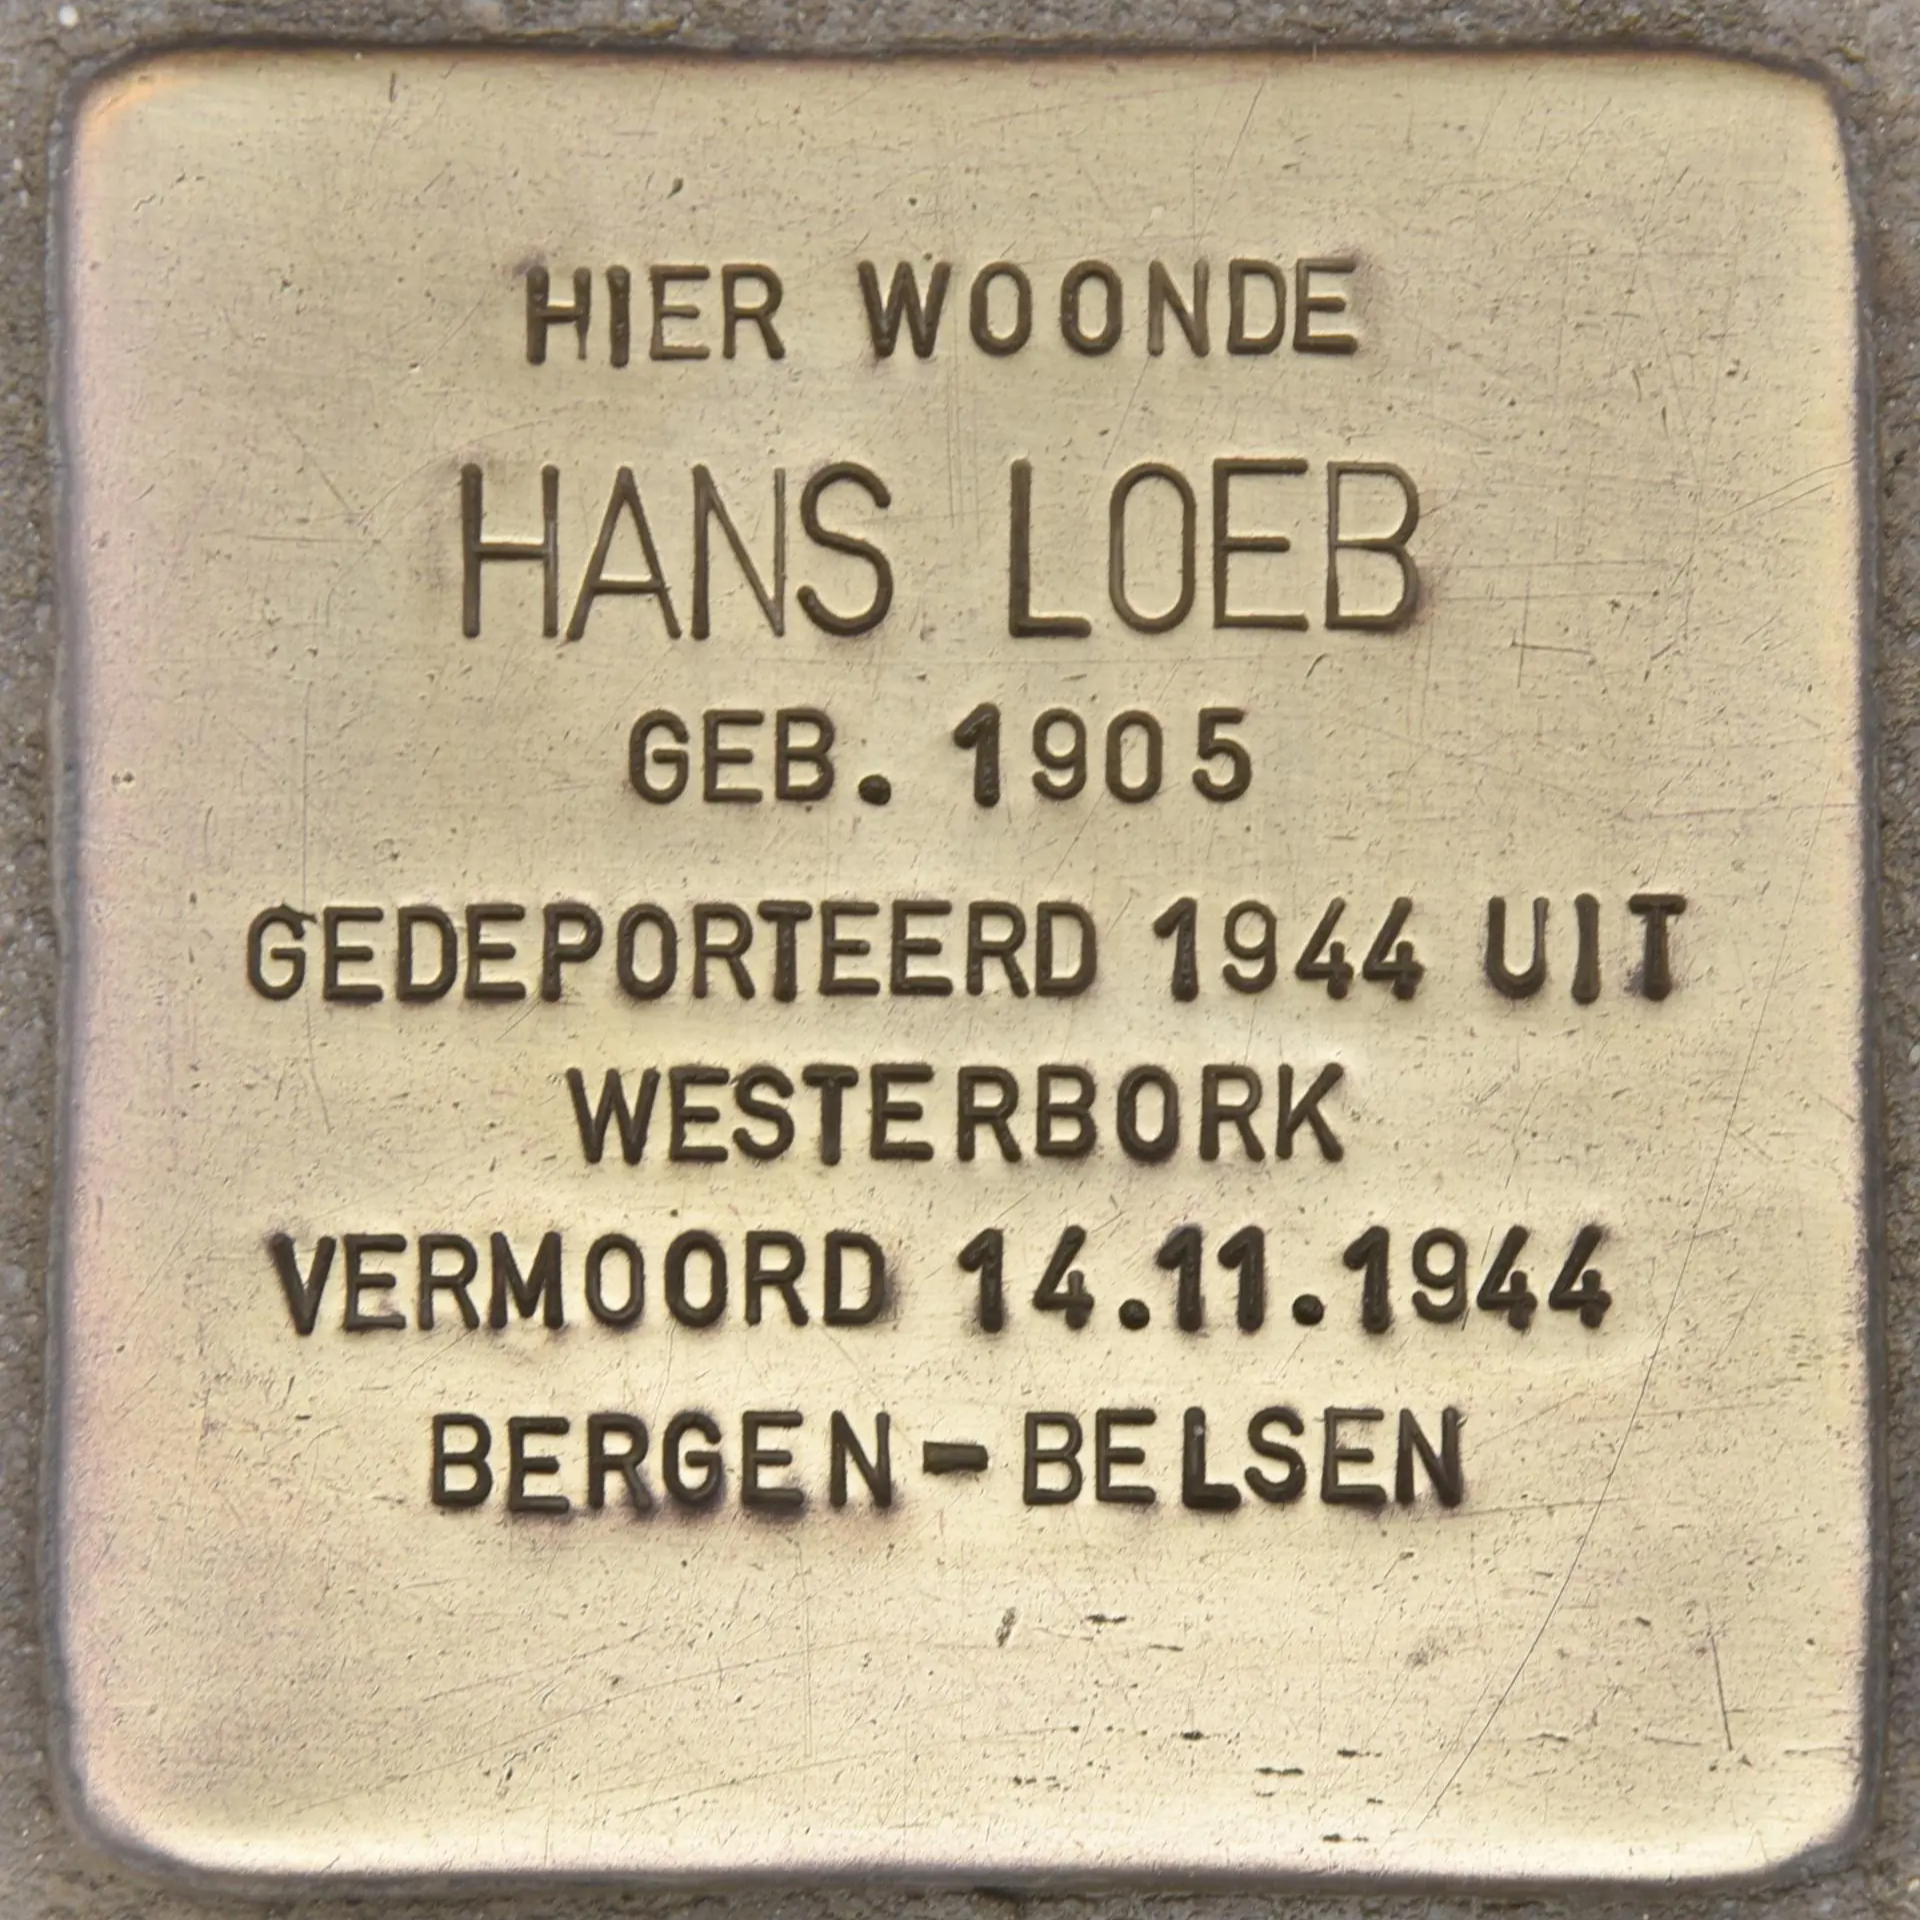 HIER WOONDE
HANS LOEB
GEB. 1905
GEDEPORTEERD 1944 UIT
WESTERBORK
VERMOORD 14.11.1944
BERGEN-BELSEN